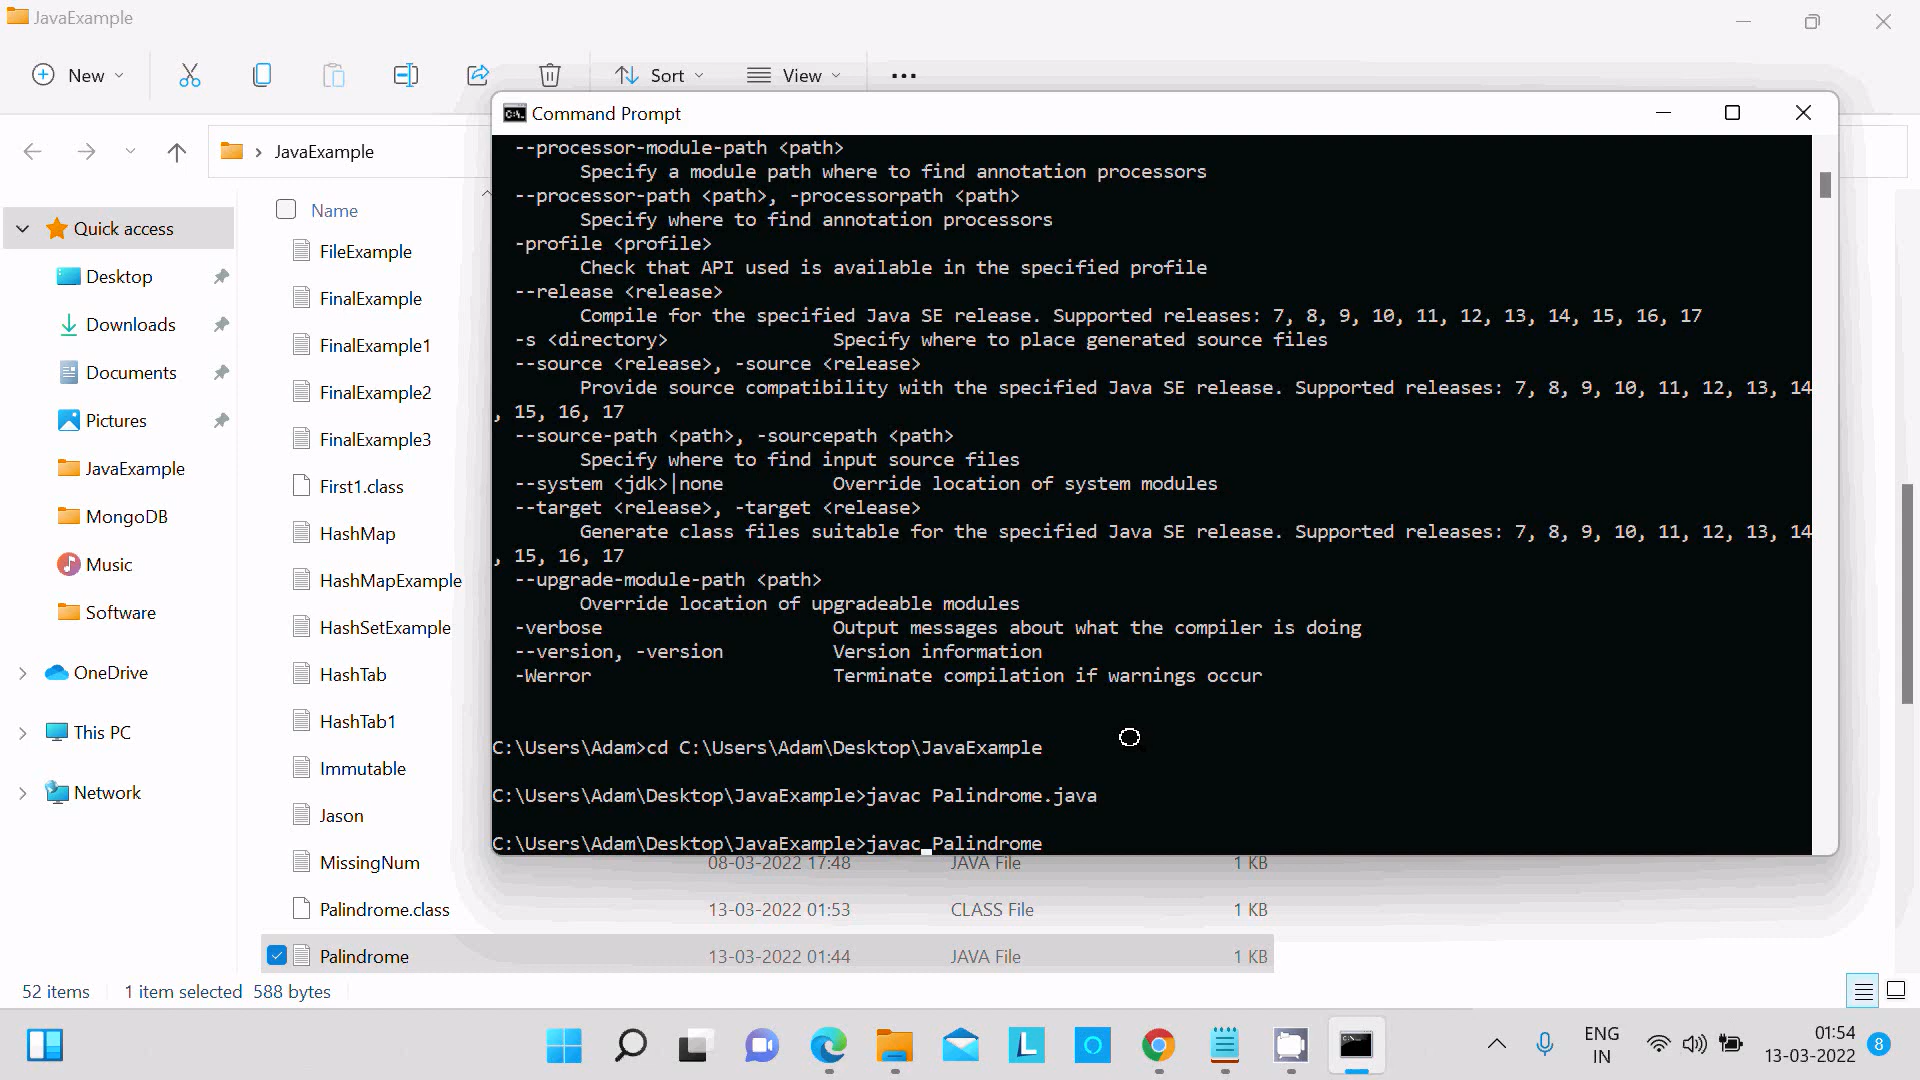 JavaExample
New
Sort
View
JavaExample
Command Prompt
Quick access
Desktop
Downloads
Documents
Pictures
JavaExample
MongoDB
Music
Software
OneDrive
This PC
Network
Name
FileExample
FinalExample
FinalExample1
FinalExample2
FinalExample3
First1.class
HashMap
HashMapExample
HashSetExample
HashTab
HashTab1
Immutable
Jason
MissingNum 08-03-2022 17:48 JAVA File 1 KB
Palindrome.class 13-03-2022 01:53 CLASS File 1 KB
Palindrome 13-03-2022 01:44 JAVA File 1 KB
--processor-module-path <path>
Specify a module path where to find annotation processors
--processor-path <path>, -processorpath <path>
Specify where to find annotation processors
-profile <profile>
Check that API used is available in the specified profile
--release <release>
Compile for the specified Java SE release. Supported releases: 7, 8, 9, 10, 11, 12, 13, 14, 15, 16, 17
-s <directory> Specify where to place generated source files
--source <release>, -source <release>
Provide source compatibility with the specified Java SE release. Supported releases: 7, 8, 9, 10, 11, 12, 13, 14
, 15, 16, 17
--source-path <path>, -sourcepath <path>
Specify where to find input source files
--system <jdk>|none Override location of system modules
--target <release>, -target <release>
Generate class files suitable for the specified Java SE release. Supported releases: 7, 8, 9, 10, 11, 12, 13, 14
, 15, 16, 17
--upgrade-module-path <path>
Override location of upgradeable modules
-verbose Output messages about what the compiler is doing
--version, -version Version information
-Werror Terminate compilation if warnings occur
C:\Users\Adam>cd C:\Users\Adam\Desktop\JavaExample
C:\Users\Adam\Desktop\JavaExample>javac Palindrome.java
C:\Users\Adam\Desktop\JavaExample>javac Palindrome
52 items 1 item selected 588 bytes
ENG
IN
01:54
13-03-2022
8